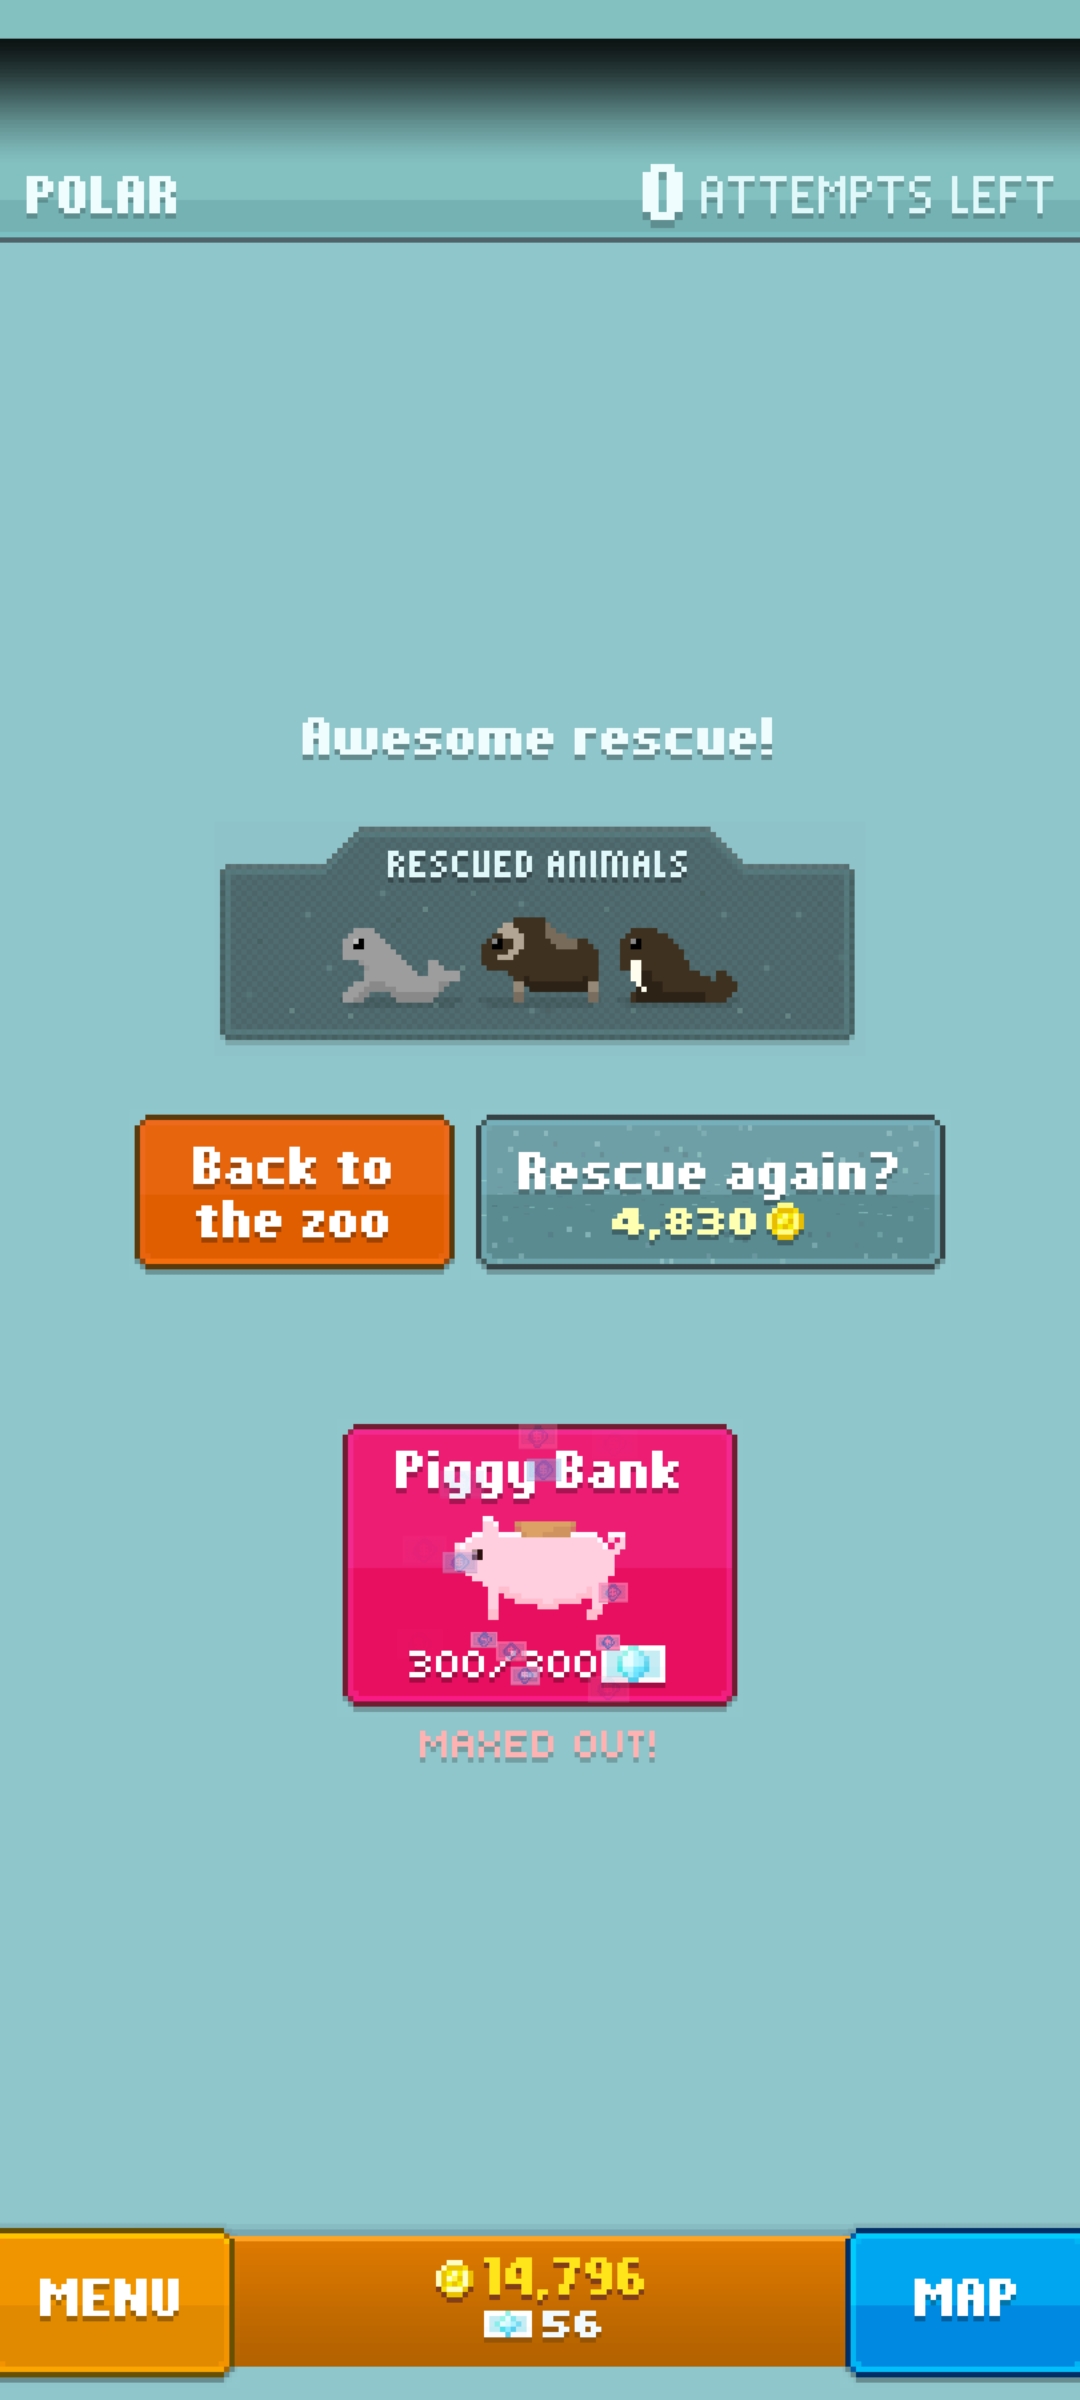 POLAR
0 ATTEMPTS LEFT
Awesome rescue!
RESCUED ANIMALS
Back to
the zoo
Rescue again?
4,830
Piggy Bank
300/300
MAXED OUT!
MENU
14,796
56
MAP